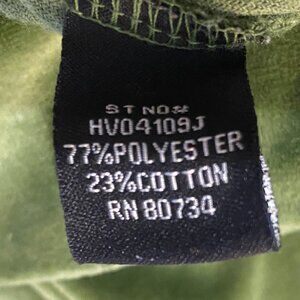 ST NO#
HV04109J
77%POLYESTER
23%COTTON
RN 80734